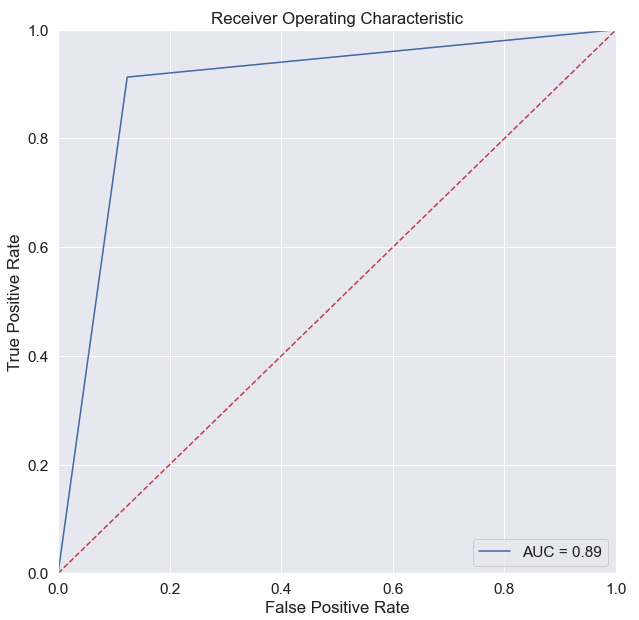 Receiver Operating Characteristic
1.0
0.8
0.6
0.4
0.2
0.0
True Positive Rate
AUC = 0.89
0.0 0.2 0.4 0.6 0.8 1.0
False Positive Rate